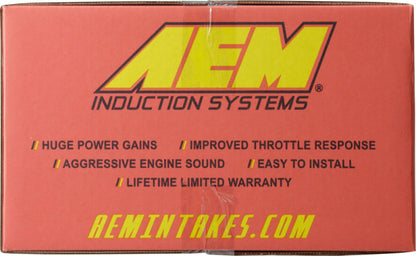 AEM®
INDUCTION SYSTEMS
// HUGE POWER GAINS // IMPROVED THROTTLE RESPONSE
// AGGRESSIVE ENGINE SOUND // EASY TO INSTALL
// LIFETIME LIMITED WARRANTY
AEMINTAKES.COM